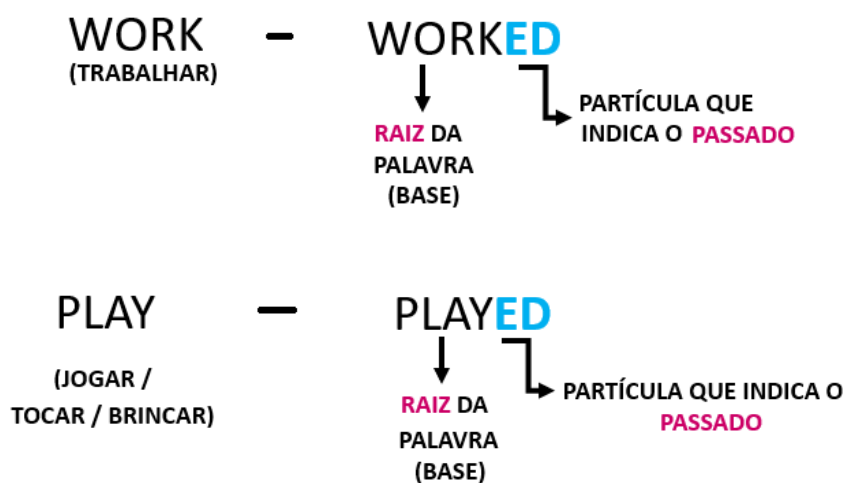 WORK – WORKED
(TRABALHAR)
PARTÍCULA QUE
INDICA O PASSADO
RAIZ DA
PALAVRA
(BASE)
PLAY – PLAYED
(JOGAR /
TOCAR / BRINCAR)
RAIZ DA
PALAVRA
(BASE)
PARTÍCULA QUE INDICA O
PASSADO